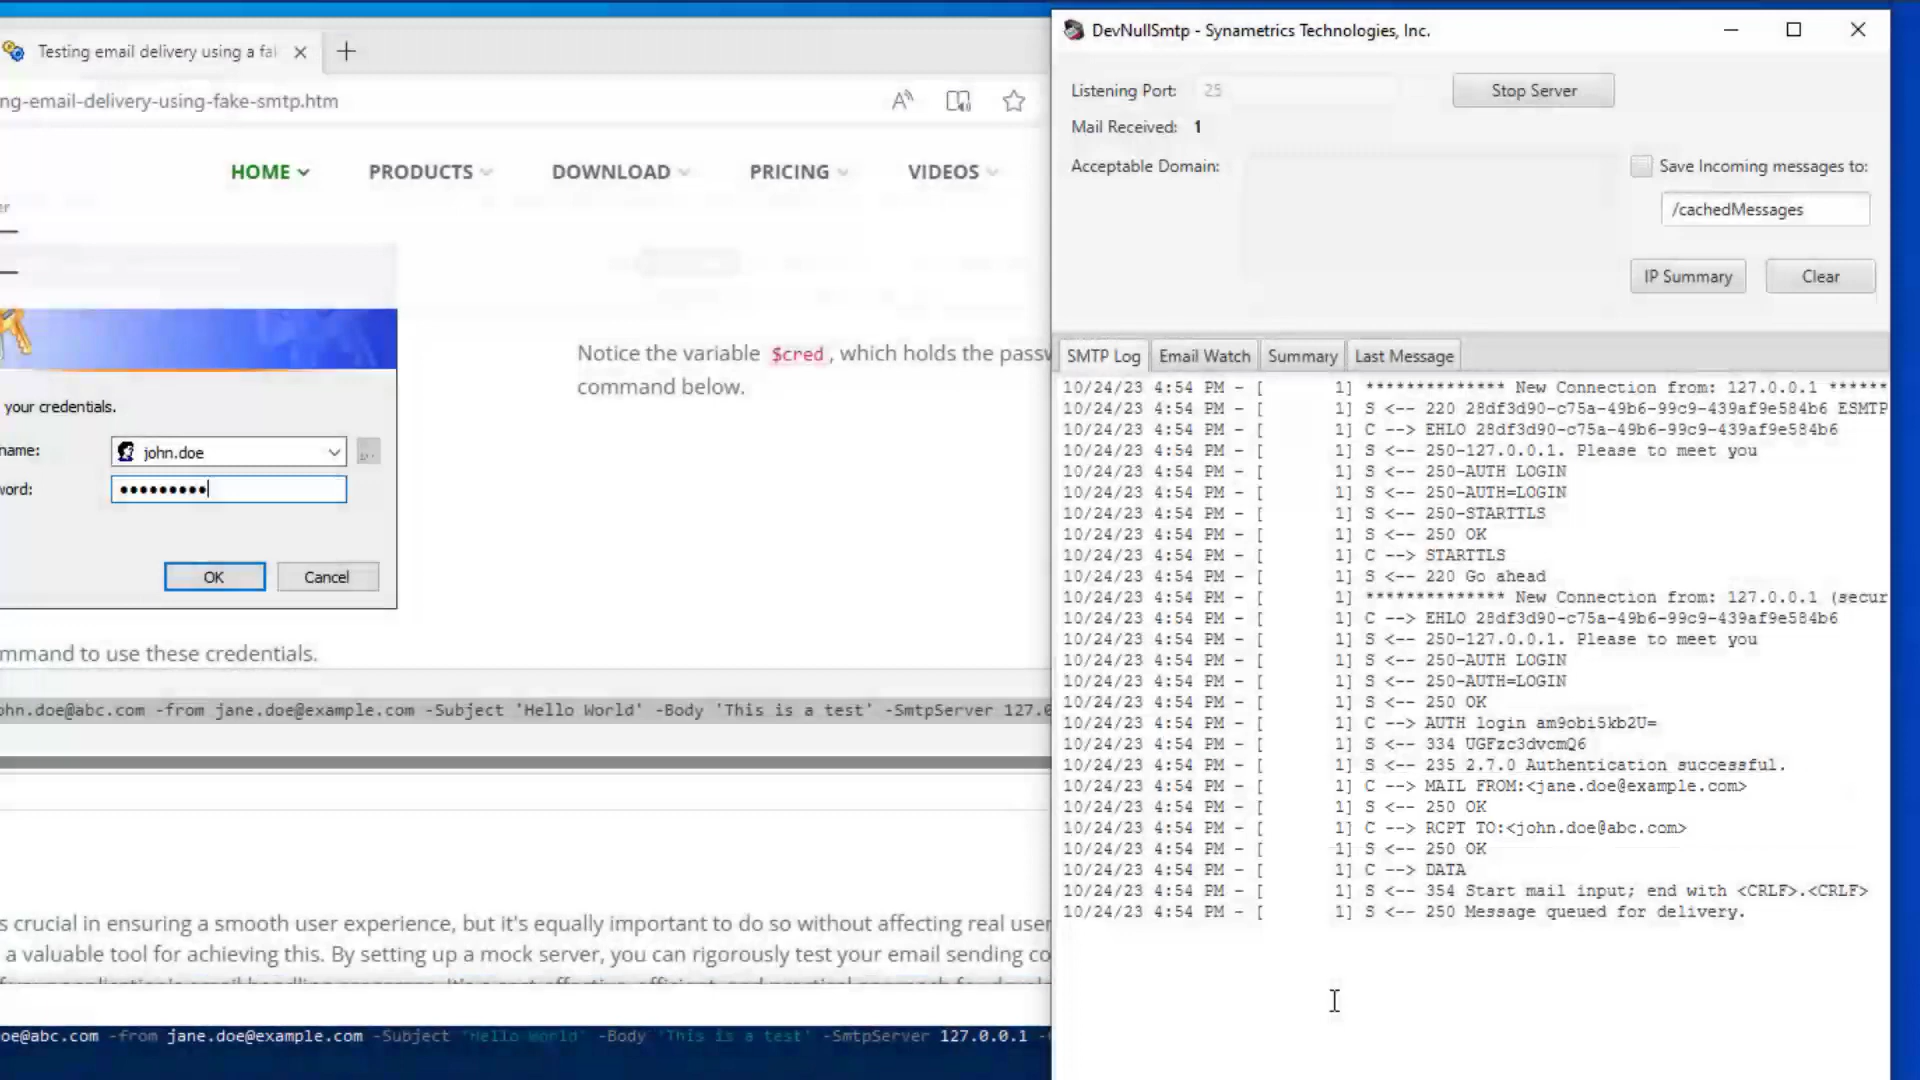 Testing email delivery using a fa
ng-email-delivery-using-fake-smtp.htm
HOME PRODUCTS DOWNLOAD PRICING VIDEOS
er
Notice the variable $cred, which holds the passw
command below.
your credentials.
name: john.doe
vord: •••••••••
OK Cancel
mmand to use these credentials.
ohn.doe@abc.com -from jane.doe@example.com -Subject 'Hello World' -Body 'This is a test' -SmtpServer 127.0
s crucial in ensuring a smooth user experience, but it's equally important to do so without affecting real user
a valuable tool for achieving this. By setting up a mock server, you can rigorously test your email sending co
oe@abc.com -from jane.doe@example.com -Subject 'Hello World' -Body 'This is a test' -SmtpServer 127.0.0.1 -
DevNullSmtp - Synametrics Technologies, Inc.
Listening Port: 25 Stop Server
Mail Received: 1
Acceptable Domain: Save Incoming messages to:
/cachedMessages
IP Summary Clear
SMTP Log Email Watch Summary Last Message
10/24/23 4:54 PM - [ 1] ************** New Connection from: 127.0.0.1 ******
10/24/23 4:54 PM - [ 1] S <-- 220 28df3d90-c75a-49b6-99c9-439af9e584b6 ESMTP
10/24/23 4:54 PM - [ 1] C --> EHLO 28df3d90-c75a-49b6-99c9-439af9e584b6
10/24/23 4:54 PM - [ 1] S <-- 250-127.0.0.1. Please to meet you
10/24/23 4:54 PM - [ 1] S <-- 250-AUTH LOGIN
10/24/23 4:54 PM - [ 1] S <-- 250-AUTH=LOGIN
10/24/23 4:54 PM - [ 1] S <-- 250-STARTTLS
10/24/23 4:54 PM - [ 1] S <-- 250 OK
10/24/23 4:54 PM - [ 1] C --> STARTTLS
10/24/23 4:54 PM - [ 1] S <-- 220 Go ahead
10/24/23 4:54 PM - [ 1] ************** New Connection from: 127.0.0.1 (secur
10/24/23 4:54 PM - [ 1] C --> EHLO 28df3d90-c75a-49b6-99c9-439af9e584b6
10/24/23 4:54 PM - [ 1] S <-- 250-127.0.0.1. Please to meet you
10/24/23 4:54 PM - [ 1] S <-- 250-AUTH LOGIN
10/24/23 4:54 PM - [ 1] S <-- 250-AUTH=LOGIN
10/24/23 4:54 PM - [ 1] S <-- 250 OK
10/24/23 4:54 PM - [ 1] C --> AUTH login am9obi5kb2U=
10/24/23 4:54 PM - [ 1] S <-- 334 UGFzc3dvcmQ6
10/24/23 4:54 PM - [ 1] S <-- 235 2.7.0 Authentication successful.
10/24/23 4:54 PM - [ 1] C --> MAIL FROM:<jane.doe@example.com>
10/24/23 4:54 PM - [ 1] S <-- 250 OK
10/24/23 4:54 PM - [ 1] C --> RCPT TO:<john.doe@abc.com>
10/24/23 4:54 PM - [ 1] S <-- 250 OK
10/24/23 4:54 PM - [ 1] C --> DATA
10/24/23 4:54 PM - [ 1] S <-- 354 Start mail input; end with <CRLF>.<CRLF>
10/24/23 4:54 PM - [ 1] S <-- 250 Message queued for delivery.